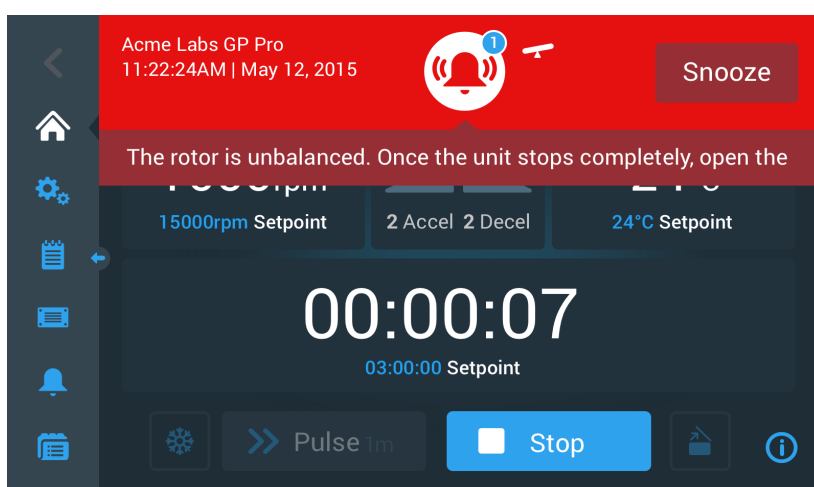 Acme Labs GP Pro
11:22:24AM | May 12, 2015
1
Snooze
The rotor is unbalanced. Once the unit stops completely, open the
15000rpm Setpoint
2 Accel 2 Decel
24°C Setpoint
00:00:07
03:00:00 Setpoint
Pulse 1m
Stop